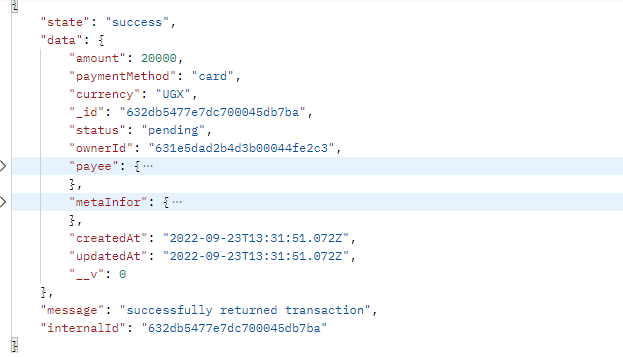 {
"state": "success",
"data": {
"amount": 20000,
"paymentMethod": "card",
"currency": "UGX",
"_id": "632db5477e7dc700045db7ba",
"status": "pending",
"ownerId": "631e5dad2b4d3b00044fe2c3",
"payee": {⋯
},
"metaInfor": {⋯
},
"createdAt": "2022-09-23T13:31:51.072Z",
"updatedAt": "2022-09-23T13:31:51.072Z",
"__v": 0
},
"message": "successfully returned transaction",
"internalId": "632db5477e7dc700045db7ba"
}